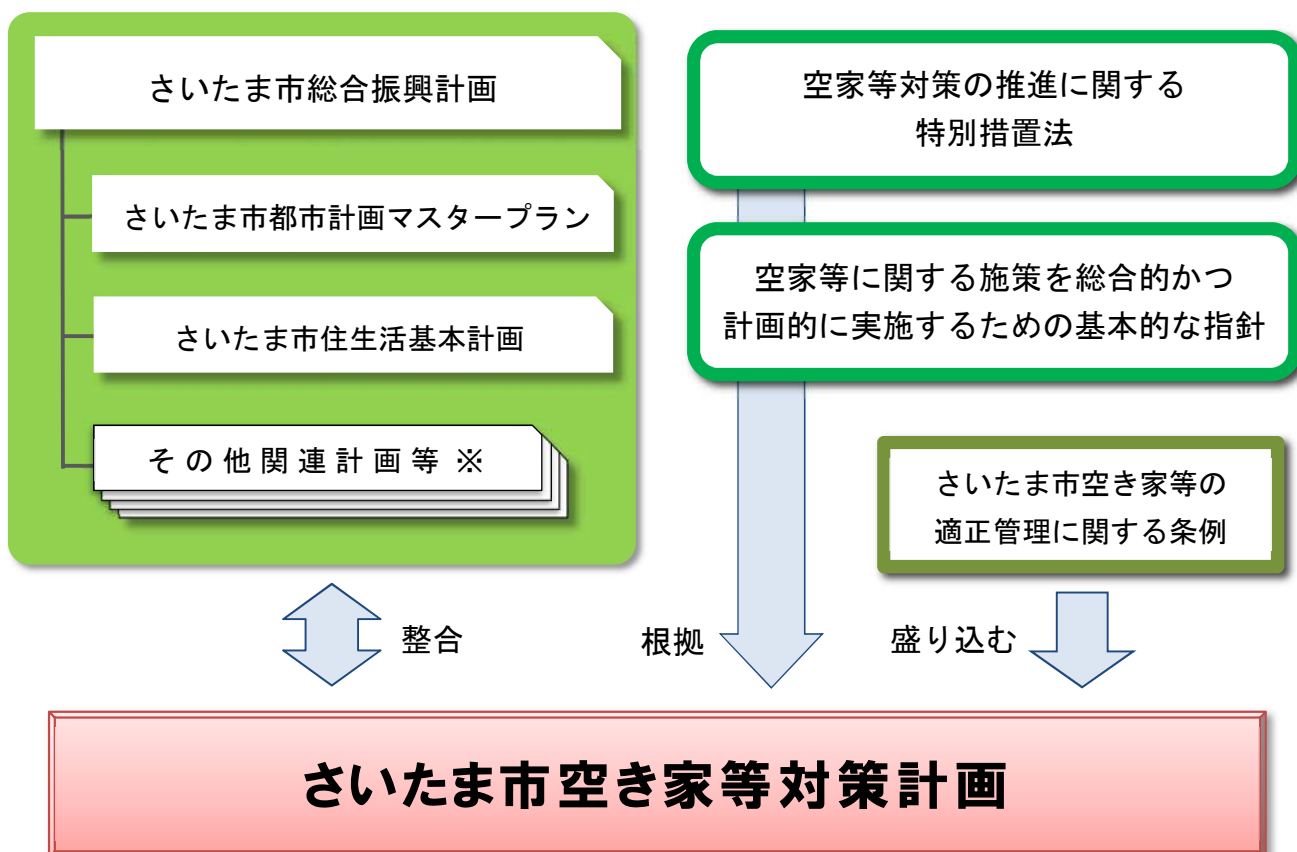 さいたま市総合振興計画
さいたま市都市計画マスタープラン
さいたま市住生活基本計画
その他関連計画等 ※
空家等対策の推進に関する
特別措置法
空家等に関する施策を総合的かつ
計画的に実施するための基本的な指針
さいたま市空き家等の
適正管理に関する条例
整合
根拠
盛り込む
さいたま市空き家等対策計画